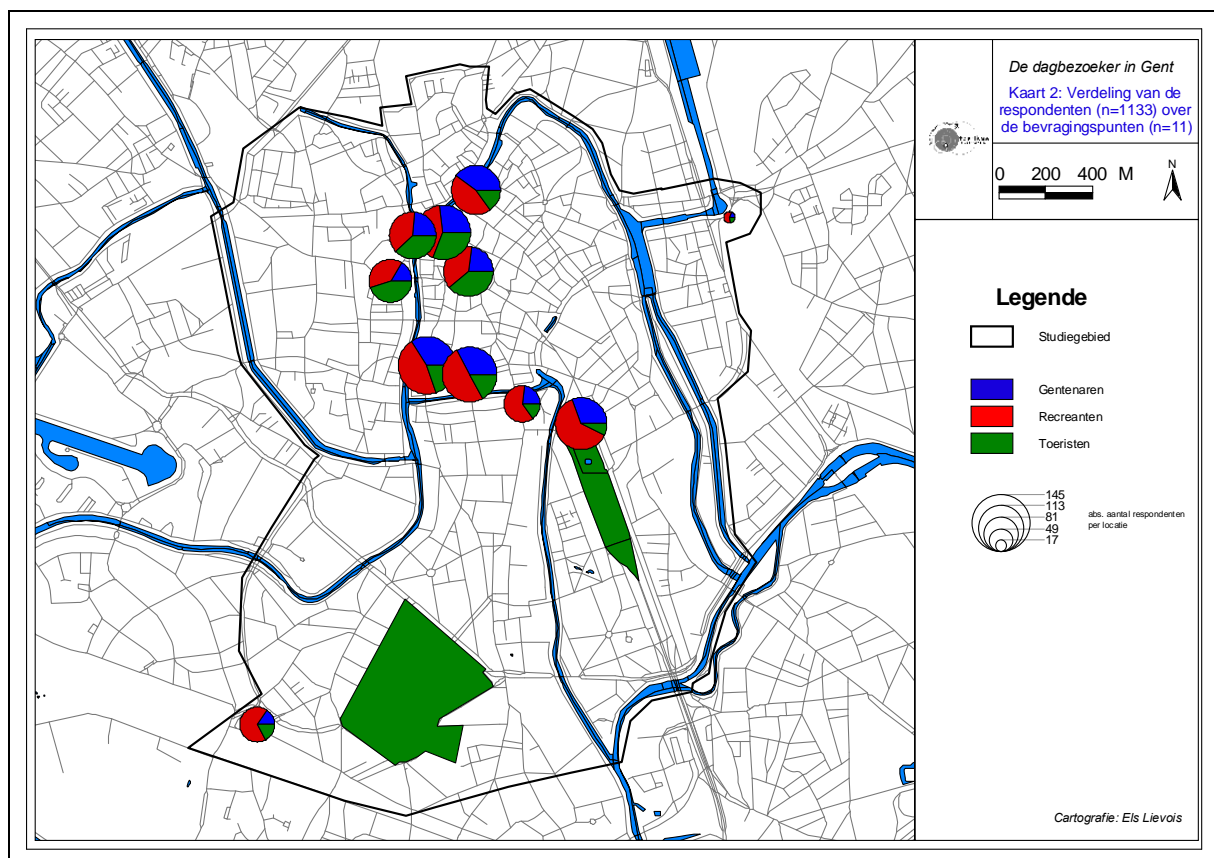 De dagbezoeker in Gent
Kaart 2: Verdeling van de
respondenten (n=1133) over
de bevragingspunten (n=11)
0 200 400 M
N
Legende
Studiegebied
Gentenaren
Recreanten
Toeristen
145
113
81
49
17
abs. aantal respondenten
per locatie
Cartografie: Els Lievois